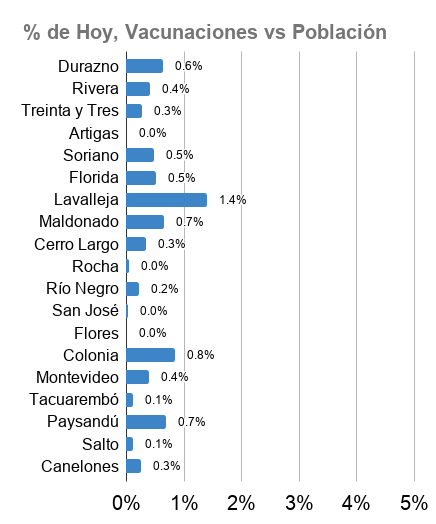 % de Hoy, Vacunaciones vs Población
Durazno 0.6%
Rivera 0.4%
Treinta y Tres 0.3%
Artigas 0.0%
Soriano 0.5%
Florida 0.5%
Lavalleja 1.4%
Maldonado 0.7%
Cerro Largo 0.3%
Rocha 0.0%
Río Negro 0.2%
San José 0.0%
Flores 0.0%
Colonia 0.8%
Montevideo 0.4%
Tacuarembó 0.1%
Paysandú 0.7%
Salto 0.1%
Canelones 0.3%
0% 1% 2% 3% 4% 5%